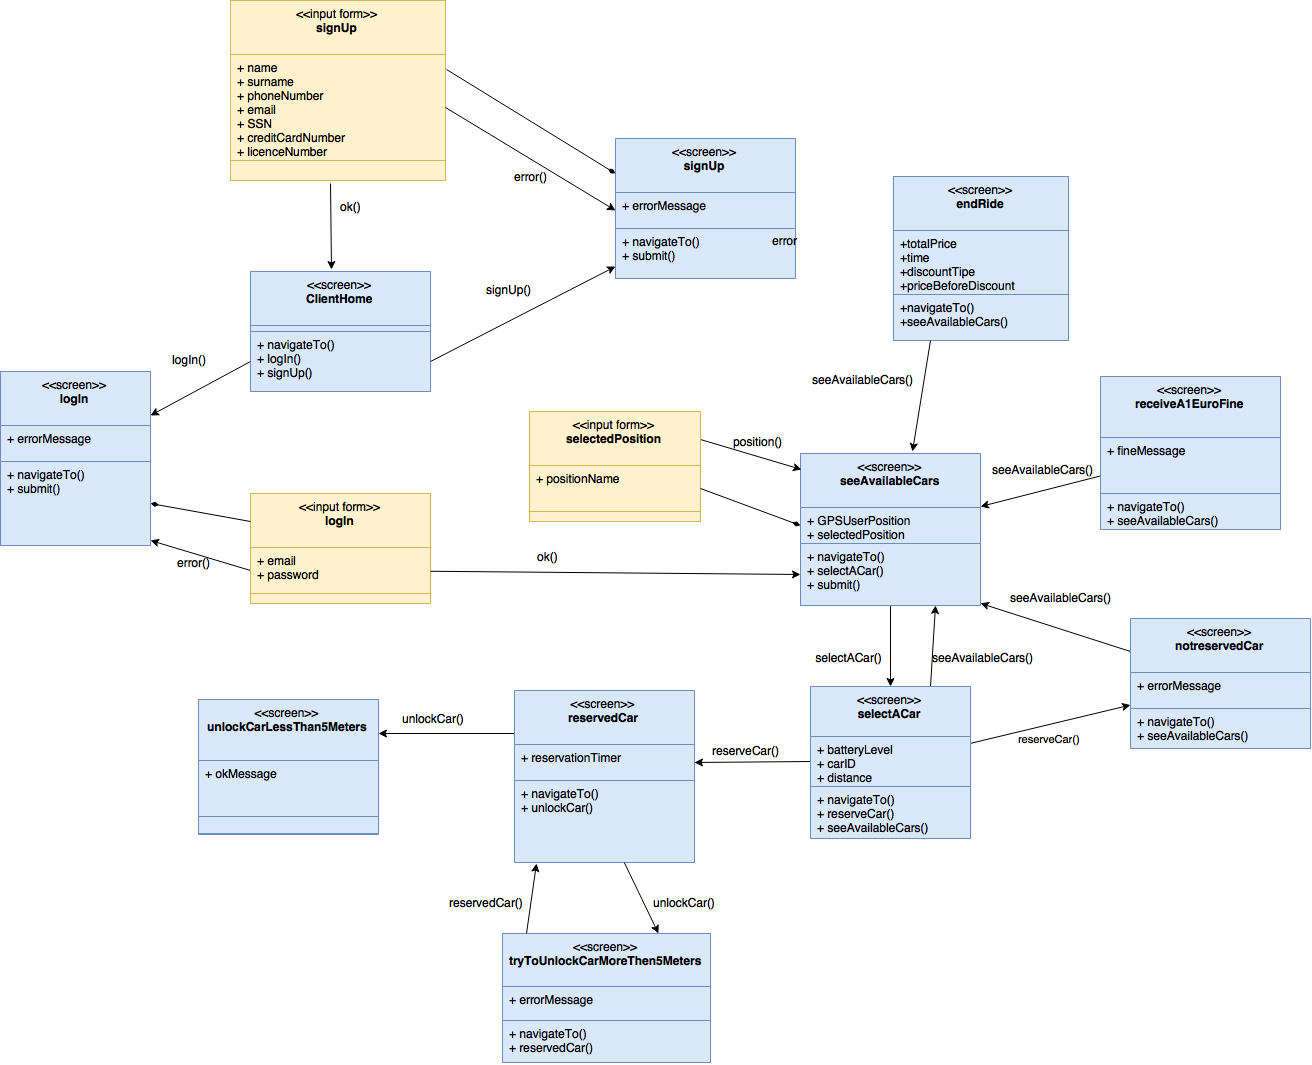 <<input form>>
signUp
+ name
+ surname
+ phoneNumber
+ email
+ SSN
+ creditCardNumber
+ licenceNumber
error()
ok()
<<screen>>
signUp
+ errorMessage
+ navigateTo()
error
+ submit()
<<screen>>
endRide
+totalPrice
+time
+discountTipe
+priceBeforeDiscount
+navigateTo()
+seeAvailableCars()
<<screen>>
ClientHome
+ navigateTo()
+ logIn()
+ signUp()
signUp()
logIn()
<<screen>>
logIn
+ errorMessage
+ navigateTo()
+ submit()
seeAvailableCars()
<<screen>>
receiveA1EuroFine
+ fineMessage
+ navigateTo()
+ seeAvailableCars()
<<input form>>
selectedPosition
+ positionName
position()
<<screen>>
seeAvailableCars
+ GPSUserPosition
+ selectedPosition
+ navigateTo()
+ selectACar()
+ submit()
seeAvailableCars()
<<input form>>
logIn
+ email
+ password
error()
ok()
seeAvailableCars()
<<screen>>
notreservedCar
+ errorMessage
+ navigateTo()
+ seeAvailableCars()
selectACar()
seeAvailableCars()
<<screen>>
selectACar
+ batteryLevel
+ carID
+ distance
+ navigateTo()
+ reserveCar()
+ seeAvailableCars()
reserveCar()
reserveCar()
<<screen>>
reservedCar
+ reservationTimer
+ navigateTo()
+ unlockCar()
unlockCar()
<<screen>>
unlockCarLessThan5Meters
+ okMessage
reservedCar()
unlockCar()
<<screen>>
tryToUnlockCarMoreThen5Meters
+ errorMessage
+ navigateTo()
+ reservedCar()